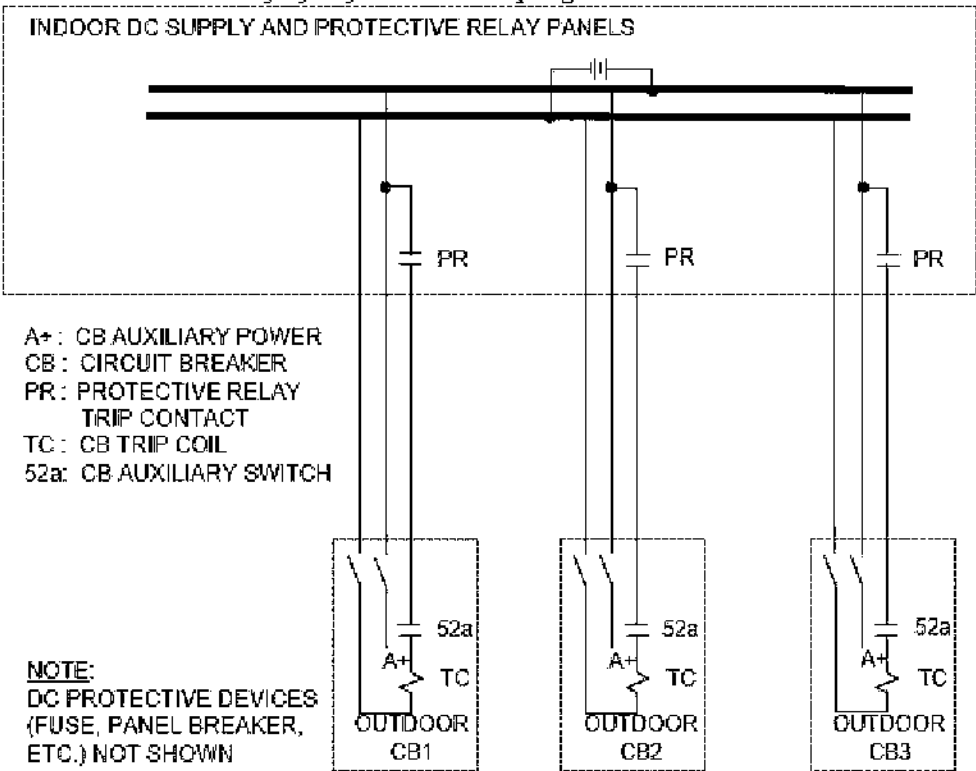 INDOOR DC SUPPLY AND PROTECTIVE RELAY PANELS
PR
PR
PR
A+: CB AUXILIARY POWER
CB: CIRCUIT BREAKER
PR: PROTECTIVE RELAY
TRIP CONTACT
TC: CB TRIP COIL
52a: CB AUXILIARY SWITCH
52a
52a
52a
A+
TC
A+
TC
A+
TC
NOTE:
DC PROTECTIVE DEVICES
(FUSE, PANEL BREAKER,
ETC.) NOT SHOWN
OUTDOOR
CB1
OUTDOOR
CB2
OUTDOOR
CB3